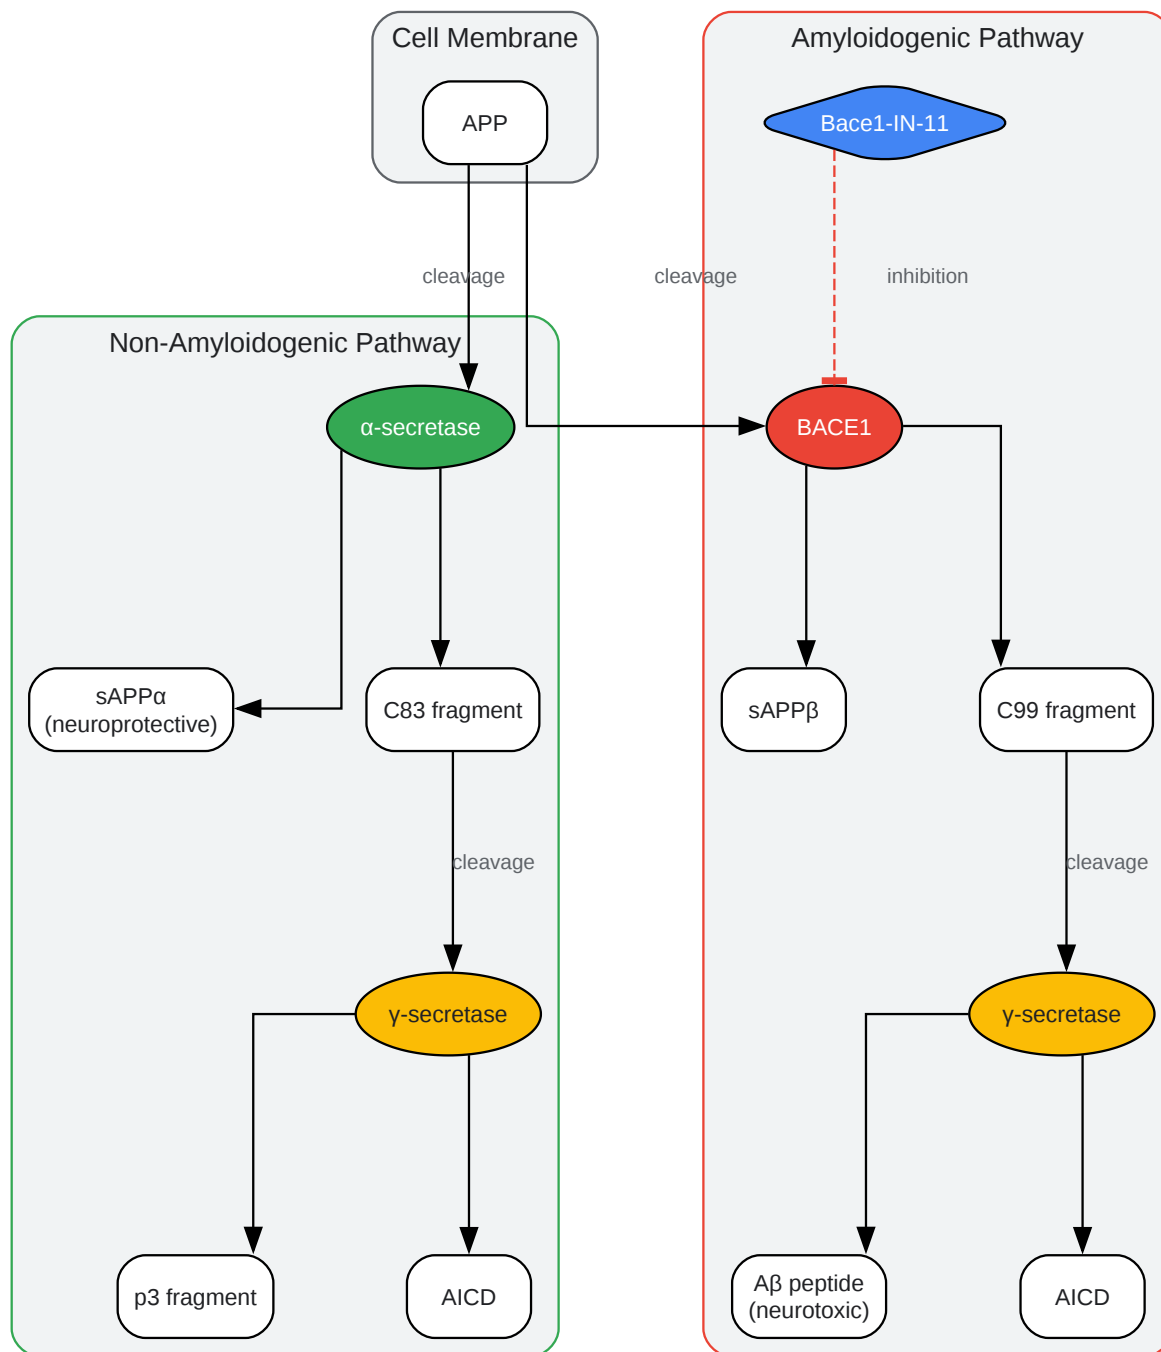 Cell Membrane
Amyloidogenic Pathway
APP
Bace1-IN-11
cleavage
cleavage
inhibition
Non-Amyloidogenic Pathway
α-secretase
BACE1
sAPPα
(neuroprotective)
C83 fragment
sAPPβ
C99 fragment
cleavage
cleavage
γ-secretase
γ-secretase
p3 fragment
AICD
Aβ peptide
(neurotoxic)
AICD